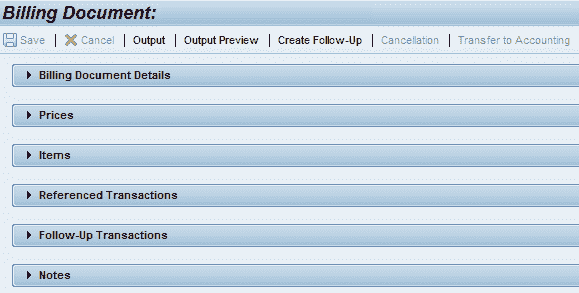 Billing Document:
Save Cancel Output Output Preview Create Follow-Up Cancellation Transfer to Accounting
Billing Document Details
Prices
Items
Referenced Transactions
Follow-Up Transactions
Notes